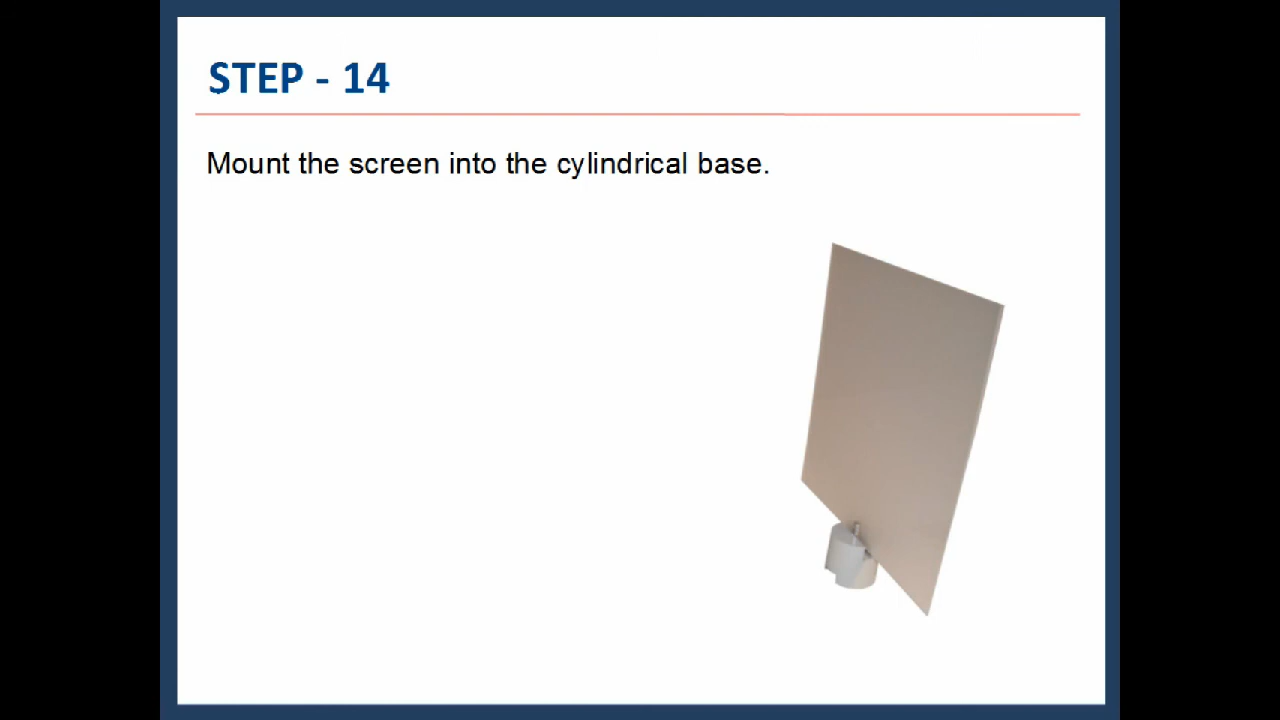 STEP - 14
Mount the screen into the cylindrical base.